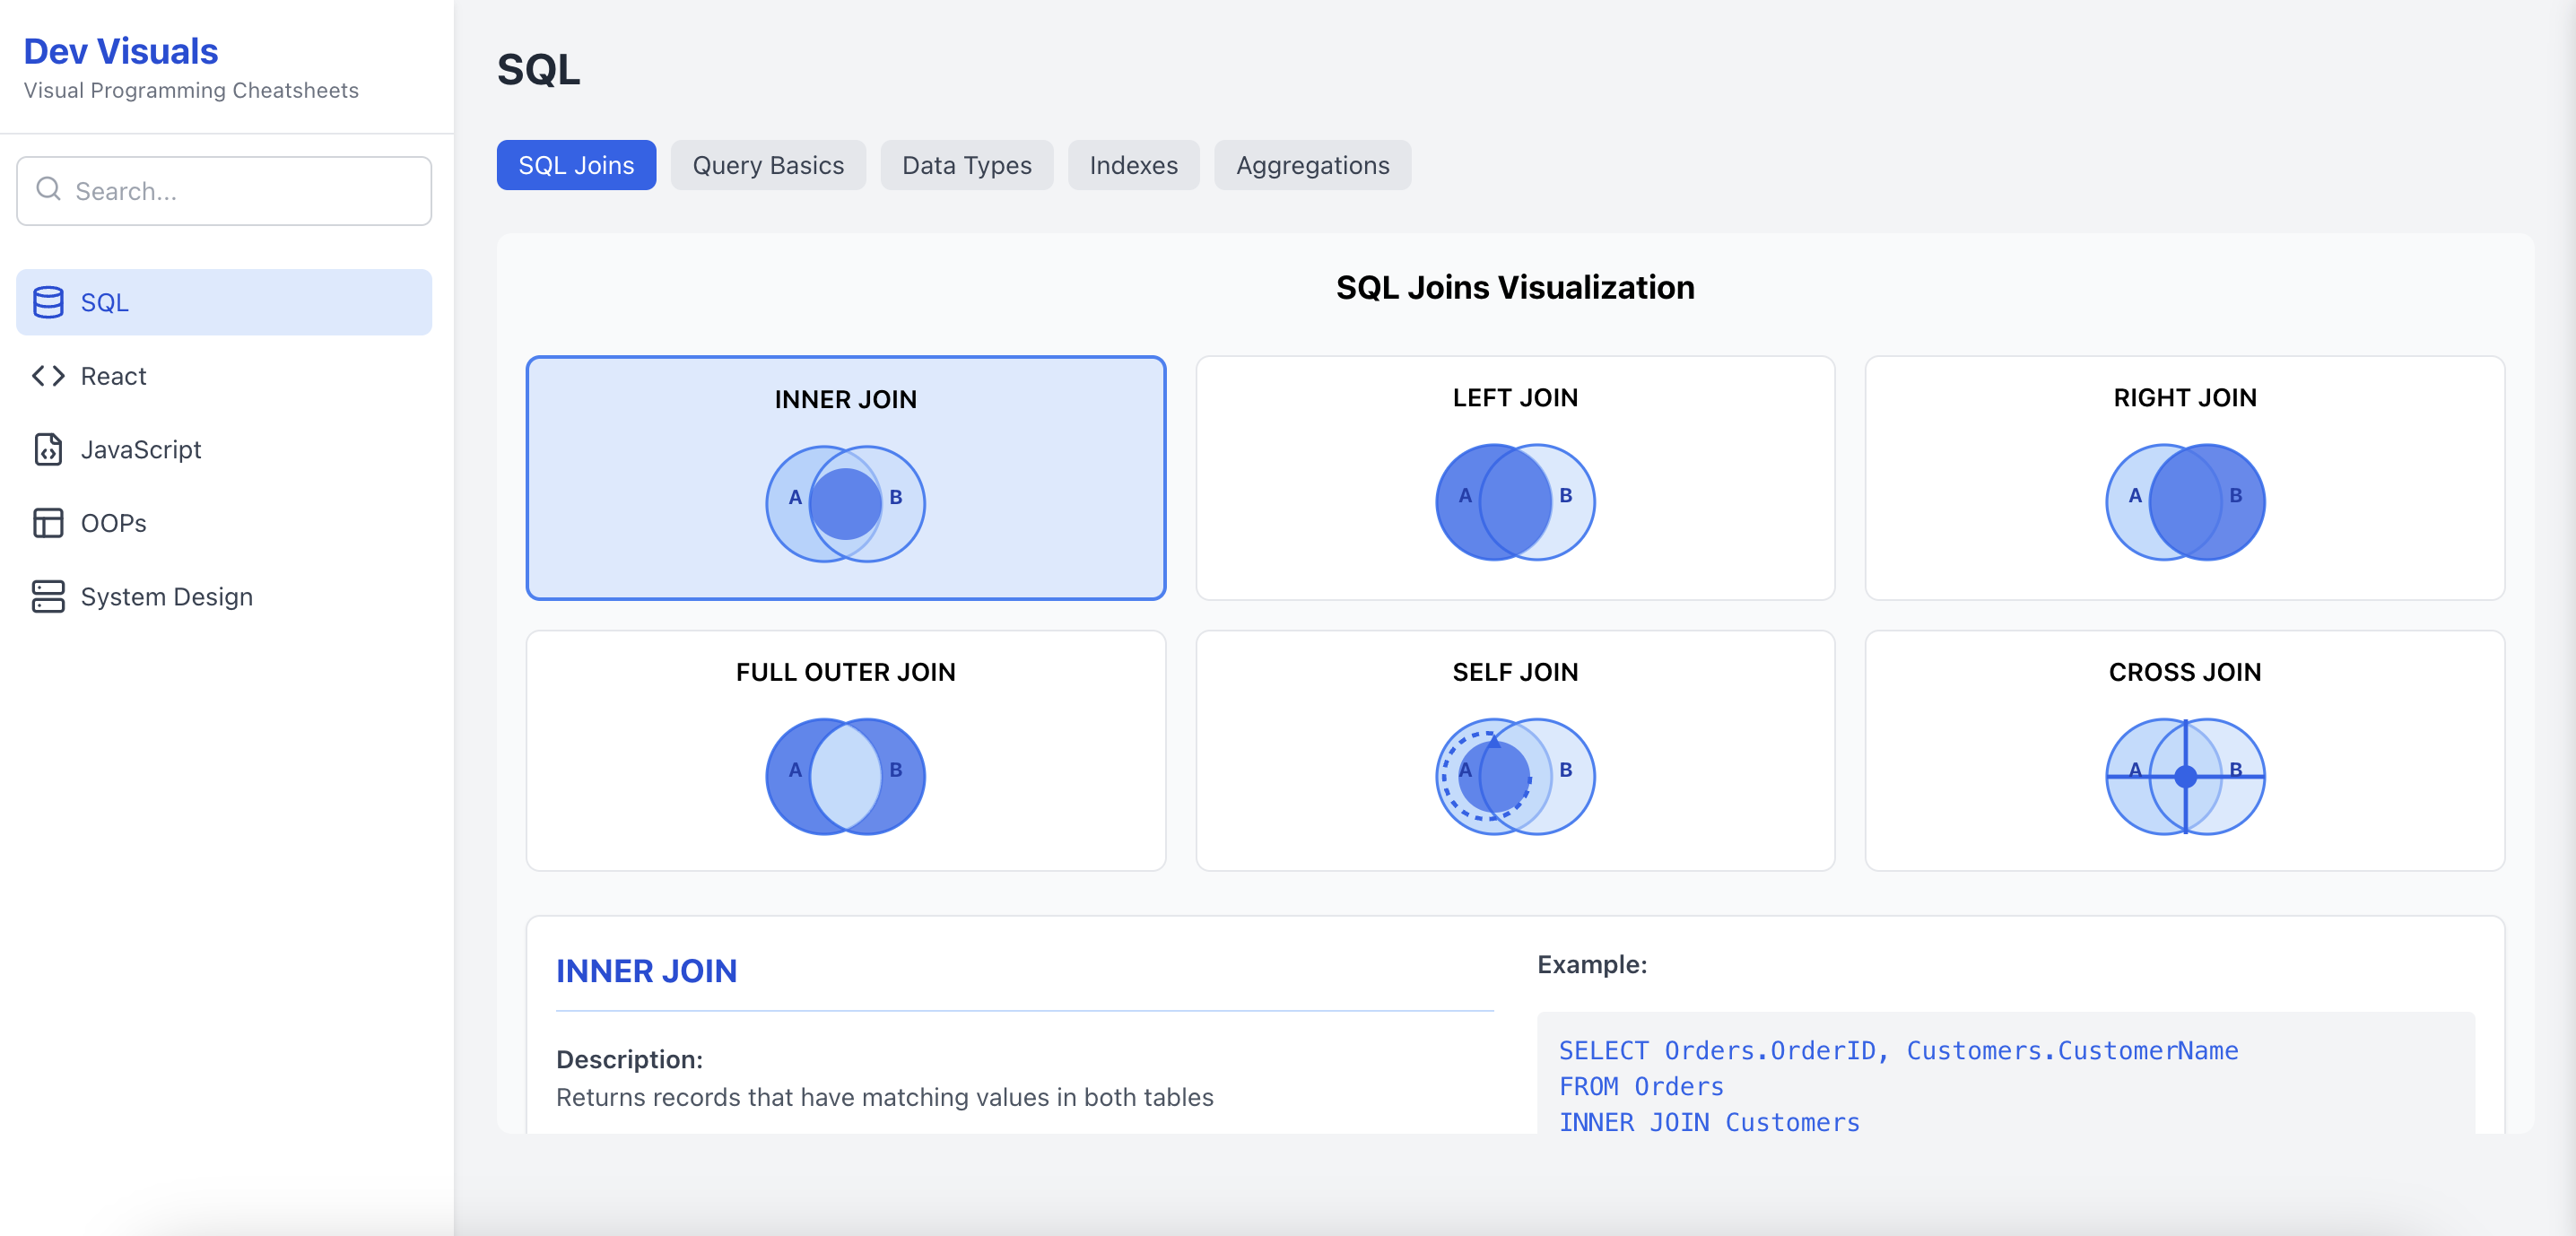 Dev Visuals
Visual Programming Cheatsheets
Search...
SQL
React
JavaScript
OOPs
System Design
SQL
SQL Joins
Query Basics
Data Types
Indexes
Aggregations
SQL Joins Visualization
INNER JOIN
A B
LEFT JOIN
A B
RIGHT JOIN
A B
FULL OUTER JOIN
A B
SELF JOIN
A B
CROSS JOIN
A B
INNER JOIN
Description:
Returns records that have matching values in both tables
Example:
SELECT Orders.OrderID, Customers.CustomerName
FROM Orders
INNER JOIN Customers